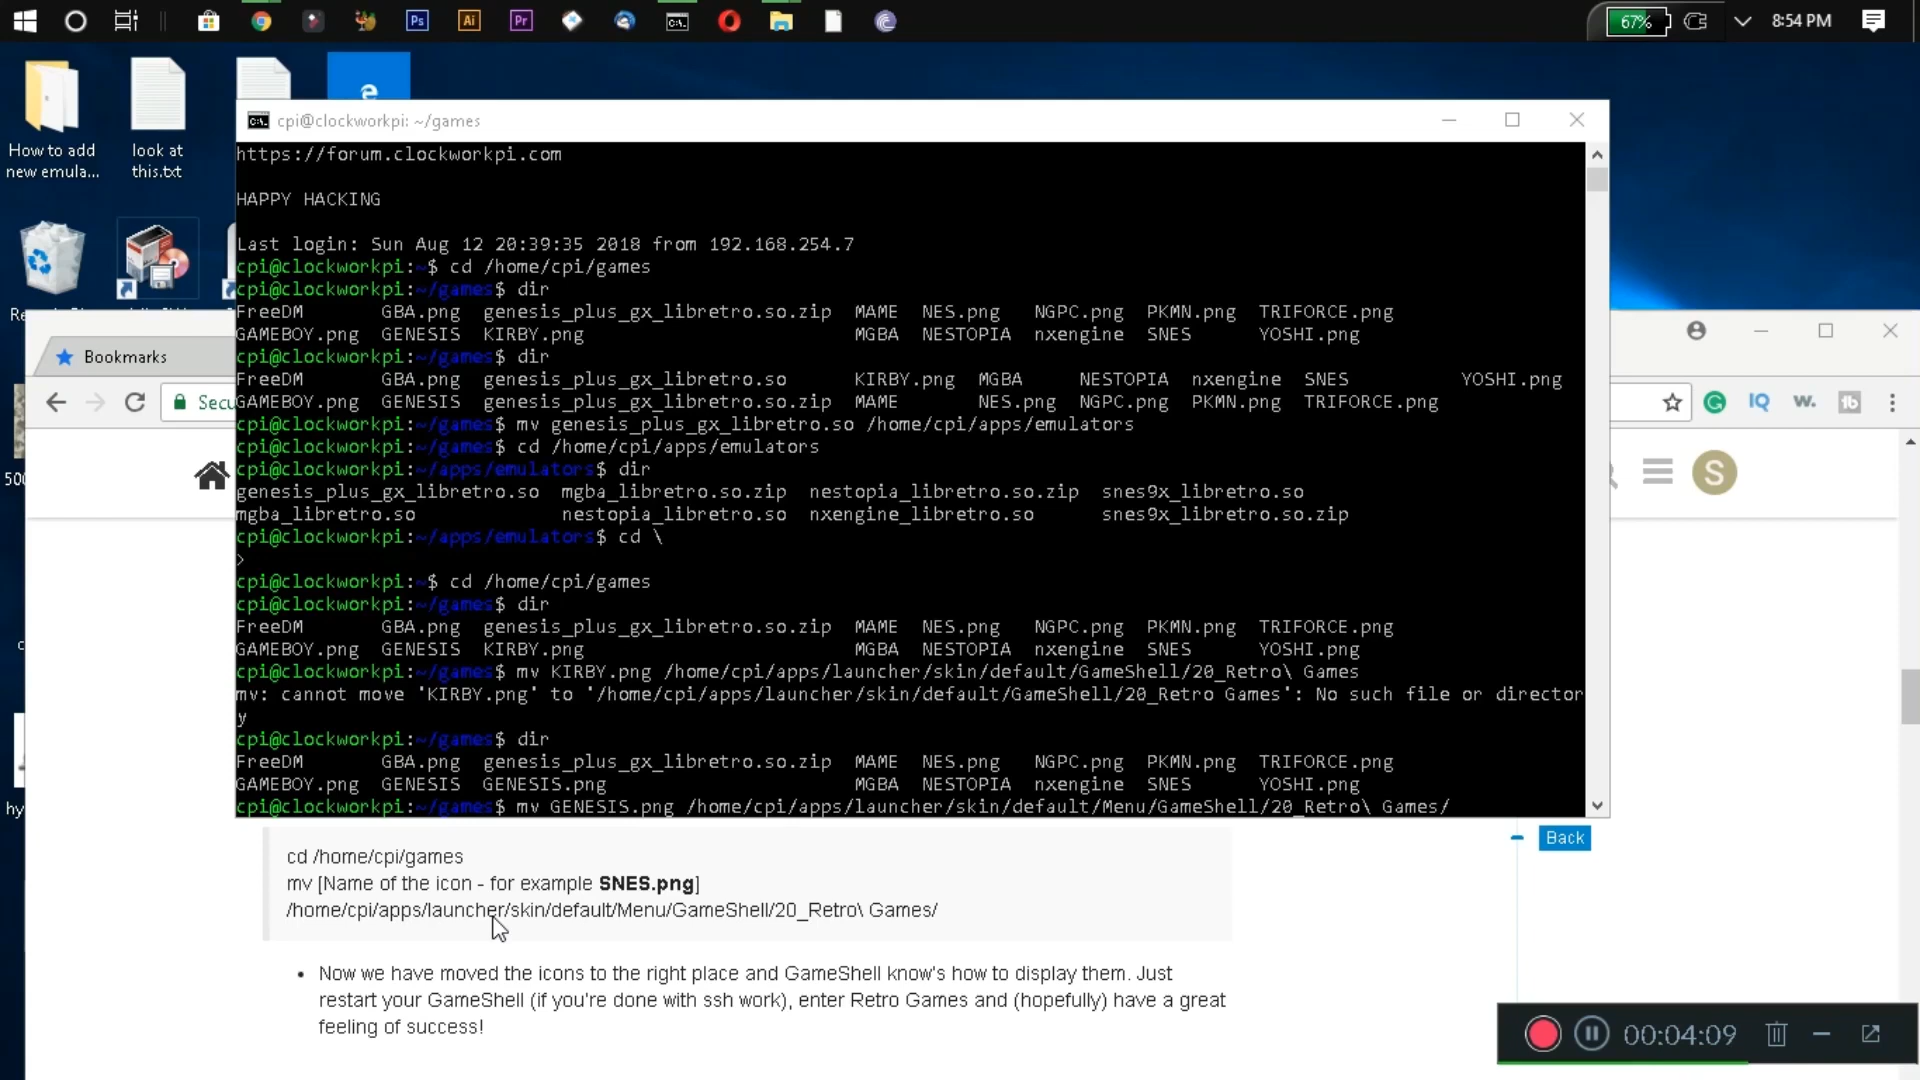 Ps
Ai
Pr
67%
8:54 PM
How to add
new emula...
look at
this.txt
e
cpi@clockworkpi: ~/games
https://forum.clockworkpi.com
HAPPY HACKING
Last login: Sun Aug 12 20:39:35 2018 from 192.168.254.7
cpi@clockworkpi:~$ cd /home/cpi/games
cpi@clockworkpi:~/games$ dir
FreeDM GBA.png genesis_plus_gx_libretro.so.zip MAME NES.png NGPC.png PKMN.png TRIFORCE.png
GAMEBOY.png GENESIS KIRBY.png MGBA NESTOPIA nxengine SNES YOSHI.png
cpi@clockworkpi:~/games$ dir
FreeDM GBA.png genesis_plus_gx_libretro.so KIRBY.png MGBA NESTOPIA nxengine SNES YOSHI.png
GAMEBOY.png GENESIS genesis_plus_gx_libretro.so.zip MAME NES.png NGPC.png PKMN.png TRIFORCE.png
cpi@clockworkpi:~/games$ mv genesis_plus_gx_libretro.so /home/cpi/apps/emulators
cpi@clockworkpi:~/games$ cd /home/cpi/apps/emulators
cpi@clockworkpi:~/apps/emulators$ dir
genesis_plus_gx_libretro.so mgba_libretro.so.zip nestopia_libretro.so.zip snes9x_libretro.so
mgba_libretro.so nestopia_libretro.so nxengine_libretro.so snes9x_libretro.so.zip
cpi@clockworkpi:~/apps/emulators$ cd \
>
cpi@clockworkpi:~$ cd /home/cpi/games
cpi@clockworkpi:~/games$ dir
FreeDM GBA.png genesis_plus_gx_libretro.so.zip MAME NES.png NGPC.png PKMN.png TRIFORCE.png
GAMEBOY.png GENESIS KIRBY.png MGBA NESTOPIA nxengine SNES YOSHI.png
cpi@clockworkpi:~/games$ mv KIRBY.png /home/cpi/apps/launcher/skin/default/GameShell/20_Retro\ Games
mv: cannot move 'KIRBY.png' to '/home/cpi/apps/launcher/skin/default/GameShell/20_Retro Games': No such file or director
y
cpi@clockworkpi:~/games$ dir
FreeDM GBA.png genesis_plus_gx_libretro.so.zip MAME NES.png NGPC.png PKMN.png TRIFORCE.png
GAMEBOY.png GENESIS GENESIS.png MGBA NESTOPIA nxengine SNES YOSHI.png
cpi@clockworkpi:~/games$ mv GENESIS.png /home/cpi/apps/launcher/skin/default/Menu/GameShell/20_Retro\ Games/
Bookmarks
Secu
IQ
w.
S
Back
cd /home/cpi/games
mv [Name of the icon - for example SNES.png]
/home/cpi/apps/launcher/skin/default/Menu/GameShell/20_Retro\ Games/
• Now we have moved the icons to the right place and GameShell know's how to display them. Just
restart your GameShell (if you're done with ssh work), enter Retro Games and (hopefully) have a great
feeling of success!
00:04:09